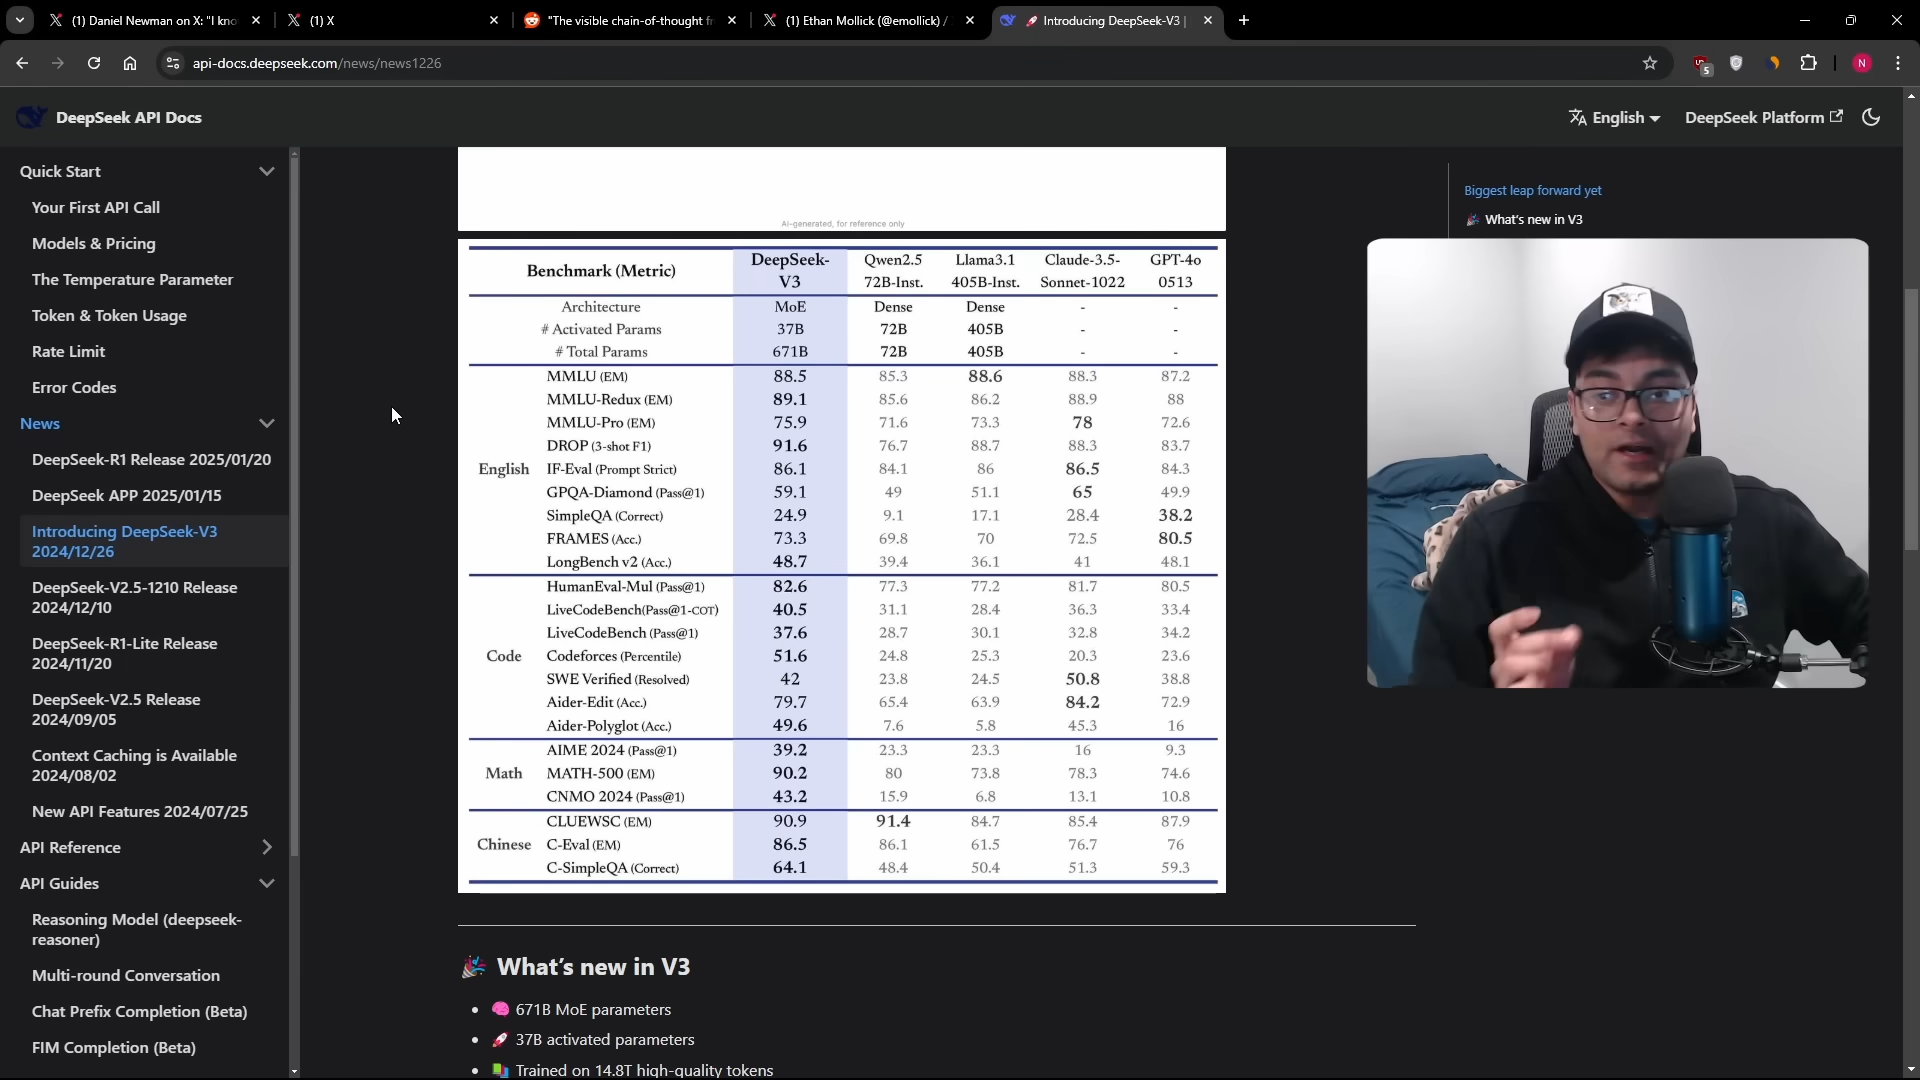 (1) Daniel Newman on X: "I kno
(1) X
"The visible chain-of-thought fr
(1) Ethan Mollick (@emollick) /
🚀 Introducing DeepSeek-V3 |
api-docs.deepseek.com/news/news1226
5
N
DeepSeek API Docs
English
DeepSeek Platform
Quick Start
Your First API Call
Models & Pricing
The Temperature Parameter
Token & Token Usage
Rate Limit
Error Codes
News
DeepSeek-R1 Release 2025/01/20
DeepSeek APP 2025/01/15
Introducing DeepSeek-V3
2024/12/26
DeepSeek-V2.5-1210 Release
2024/12/10
DeepSeek-R1-Lite Release
2024/11/20
DeepSeek-V2.5 Release
2024/09/05
Context Caching is Available
2024/08/02
New API Features 2024/07/25
API Reference
API Guides
Reasoning Model (deepseek-
reasoner)
Multi-round Conversation
Chat Prefix Completion (Beta)
FIM Completion (Beta)
AI-generated, for reference only
Benchmark (Metric) DeepSeek-V3 Qwen2.5 72B-Inst. Llama3.1 405B-Inst. Claude-3.5-Sonnet-1022 GPT-4o 0513
Architecture MoE Dense Dense - -
# Activated Params 37B 72B 405B - -
# Total Params 671B 72B 405B - -
English
MMLU (EM) 88.5 85.3 88.6 88.3 87.2
MMLU-Redux (EM) 89.1 85.6 86.2 88.9 88
MMLU-Pro (EM) 75.9 71.6 73.3 78 72.6
DROP (3-shot F1) 91.6 76.7 88.7 88.3 83.7
IF-Eval (Prompt Strict) 86.1 84.1 86 86.5 84.3
GPQA-Diamond (Pass@1) 59.1 49 51.1 65 49.9
SimpleQA (Correct) 24.9 9.1 17.1 28.4 38.2
FRAMES (Acc.) 73.3 69.8 70 72.5 80.5
LongBench v2 (Acc.) 48.7 39.4 36.1 41 48.1
Code
HumanEval-Mul (Pass@1) 82.6 77.3 77.2 81.7 80.5
LiveCodeBench(Pass@1-COT) 40.5 31.1 28.4 36.3 33.4
LiveCodeBench (Pass@1) 37.6 28.7 30.1 32.8 34.2
Codeforces (Percentile) 51.6 24.8 25.3 20.3 23.6
SWE Verified (Resolved) 42 23.8 24.5 50.8 38.8
Aider-Edit (Acc.) 79.7 65.4 63.9 84.2 72.9
Aider-Polyglot (Acc.) 49.6 7.6 5.8 45.3 16
Math
AIME 2024 (Pass@1) 39.2 23.3 23.3 16 9.3
MATH-500 (EM) 90.2 80 73.8 78.3 74.6
CNMO 2024 (Pass@1) 43.2 15.9 6.8 13.1 10.8
Chinese
CLUEWSC (EM) 90.9 91.4 84.7 85.4 87.9
C-Eval (EM) 86.5 86.1 61.5 76.7 76
C-SimpleQA (Correct) 64.1 48.4 50.4 51.3 59.3
🎉 What's new in V3
🧠 671B MoE parameters
🚀 37B activated parameters
📚 Trained on 14.8T high-quality tokens
Biggest leap forward yet
🎉 What's new in V3